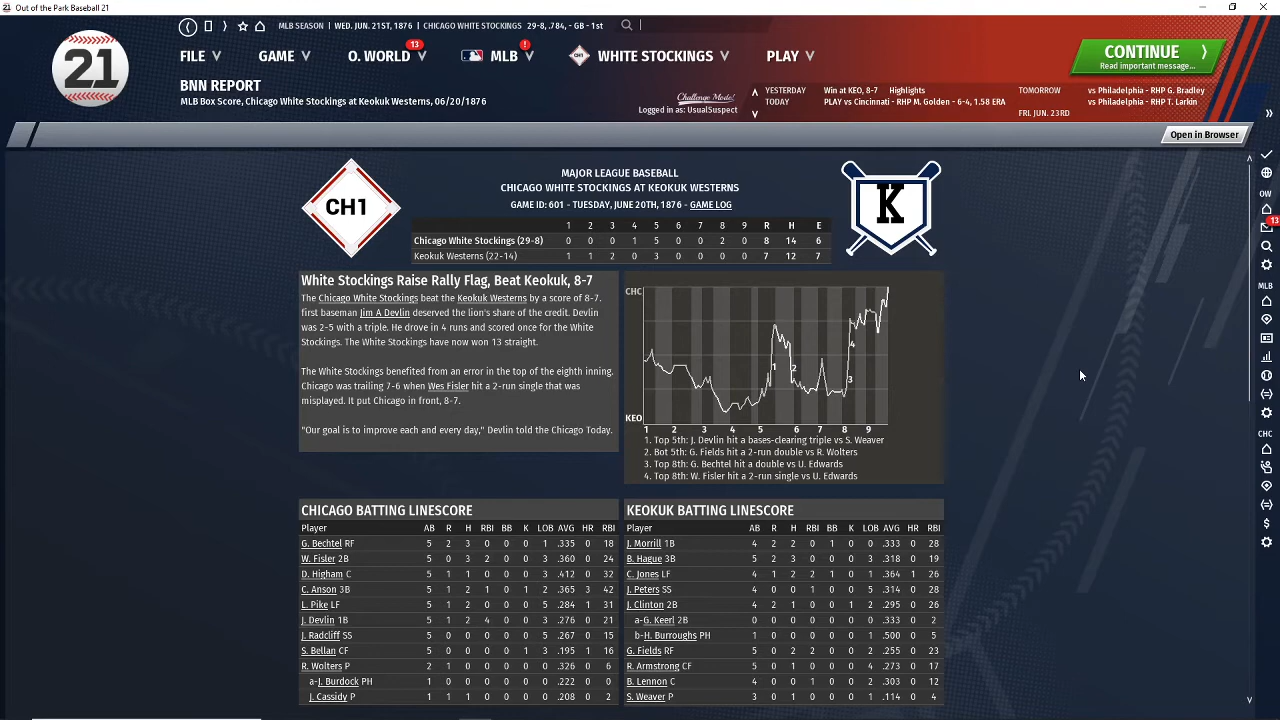 21 Out of the Park Baseball 21
MLB SEASON | WED. JUN. 21ST, 1876 | CHICAGO WHITE STOCKINGS 29-8, .784, - GB - 1st
21
FILE GAME O. WORLD 13 MLB ! CH1 WHITE STOCKINGS PLAY
CONTINUE
Read important message...
BNN REPORT
MLB Box Score, Chicago White Stockings at Keokuk Westerns, 06/20/1876
Challenge Mode!
Logged in as: UsualSuspect
YESTERDAY Win at KEO, 8-7 Highlights
TODAY PLAY vs Cincinnati - RHP M. Golden - 6-4, 1.58 ERA
TOMORROW vs Philadelphia - RHP G. Bradley
vs Philadelphia - RHP T. Larkin
FRI. JUN. 23RD
Open in Browser
CH1
MAJOR LEAGUE BASEBALL
CHICAGO WHITE STOCKINGS AT KEOKUK WESTERNS
GAME ID: 601 - TUESDAY, JUNE 20TH, 1876 - GAME LOG
K
1 2 3 4 5 6 7 8 9 R H E
Chicago White Stockings (29-8) 0 0 0 1 5 0 0 2 0 8 14 6
Keokuk Westerns (22-14) 1 1 2 0 3 0 0 0 0 7 12 7
White Stockings Raise Rally Flag, Beat Keokuk, 8-7
The Chicago White Stockings beat the Keokuk Westerns by a score of 8-7.
first baseman Jim A Devlin deserved the lion's share of the credit. Devlin
was 2-5 with a triple. He drove in 4 runs and scored once for the White
Stockings. The White Stockings have now won 13 straight.
The White Stockings benefited from an error in the top of the eighth inning.
Chicago was trailing 7-6 when Wes Fisler hit a 2-run single that was
misplayed. It put Chicago in front, 8-7.
"Our goal is to improve each and every day," Devlin told the Chicago Today.
CHC
KEO
1 2 3 4
1 2 3 4 5 6 7 8 9
1. Top 5th: J. Devlin hit a bases-clearing triple vs S. Weaver
2. Bot 5th: G. Fields hit a 2-run double vs R. Wolters
3. Top 8th: G. Bechtel hit a double vs U. Edwards
4. Top 8th: W. Fisler hit a 2-run single vs U. Edwards
CHICAGO BATTING LINESCORE
Player AB R H RBI BB K LOB AVG HR RBI
G. Bechtel RF 5 2 3 0 0 0 1 .335 0 18
W. Fisler 2B 5 0 3 2 0 0 3 .360 0 24
D. Higham C 5 1 1 0 0 0 3 .412 0 32
C. Anson 3B 5 1 2 1 0 1 2 .365 3 42
L. Pike LF 5 1 2 0 0 0 5 .284 1 31
J. Devlin 1B 5 1 2 4 0 0 3 .276 0 21
J. Radcliff SS 5 0 0 0 0 0 5 .267 0 15
S. Bellan CF 5 0 0 0 0 1 3 .195 1 16
R. Wolters P 2 1 0 0 0 0 0 .326 0 6
a-J. Burdock PH 1 0 0 0 0 0 0 .222 0 0
J. Cassidy P 1 1 1 0 0 0 0 .208 0 2
KEOKUK BATTING LINESCORE
Player AB R H RBI BB K LOB AVG HR RBI
J. Morrill 1B 4 2 2 0 1 0 0 .333 0 28
B. Hague 3B 5 2 3 0 0 0 3 .318 0 19
C. Jones LF 4 1 2 2 1 0 1 .364 1 26
J. Peters SS 4 0 0 1 0 0 5 .314 0 28
J. Clinton 2B 4 2 1 0 0 1 2 .295 0 26
a-G. Keerl 2B 0 0 0 0 0 0 0 .333 0 2
b-H. Burroughs PH 1 0 0 0 0 0 1 .500 0 5
G. Fields RF 5 0 2 2 0 0 2 .255 0 23
R. Armstrong CF 5 0 1 0 0 0 4 .273 0 17
B. Lennon C 4 0 0 1 0 0 2 .303 0 12
S. Weaver P 3 0 1 0 0 0 1 .114 0 4
OW
13
MLB
CHC